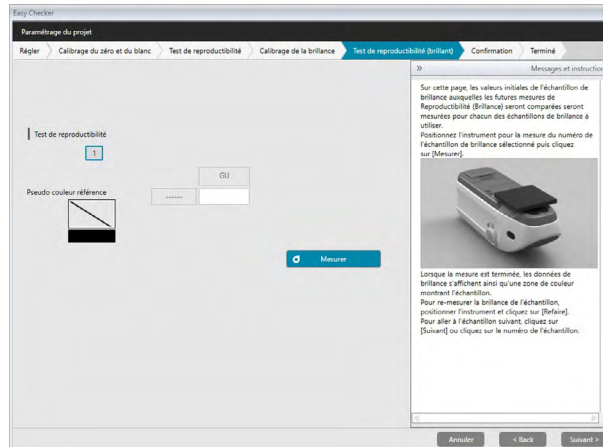 Easy Checker
Paramétrage du projet
Régler Calibrage du zéro et du blanc Test de reproductibilité Calibrage de la brillance Test de reproductibilité (brillant) Confirmation Terminé
» Messages et instruction
Sur cette page, les valeurs initiales de l'échantillon de
brillance auxquelles les futures mesures de
Reproductibilité (Brillance) seront comparées seront
mesurées pour chacun des échantillons de brillance à
utiliser.
Positionnez l'instrument pour la mesure du numéro de
l'échantillon de brillance sélectionné puis cliquez
sur [Mesurer].
Test de reproductibilité
1
GU
Pseudo couleur référence
------
Mesurer
Lorsque la mesure est terminée, les données de
brillance s'affichent ainsi qu'une zone de couleur
montrant l'échantillon.
Pour re-mesurer la brillance de l'échantillon,
positionner l'instrument et cliquez sur [Refaire].
Pour aller à l'échantillon suivant, cliquez sur
[Suivant] ou cliquez sur le numéro de l'échantillon.
Annuler < Back Suivant >